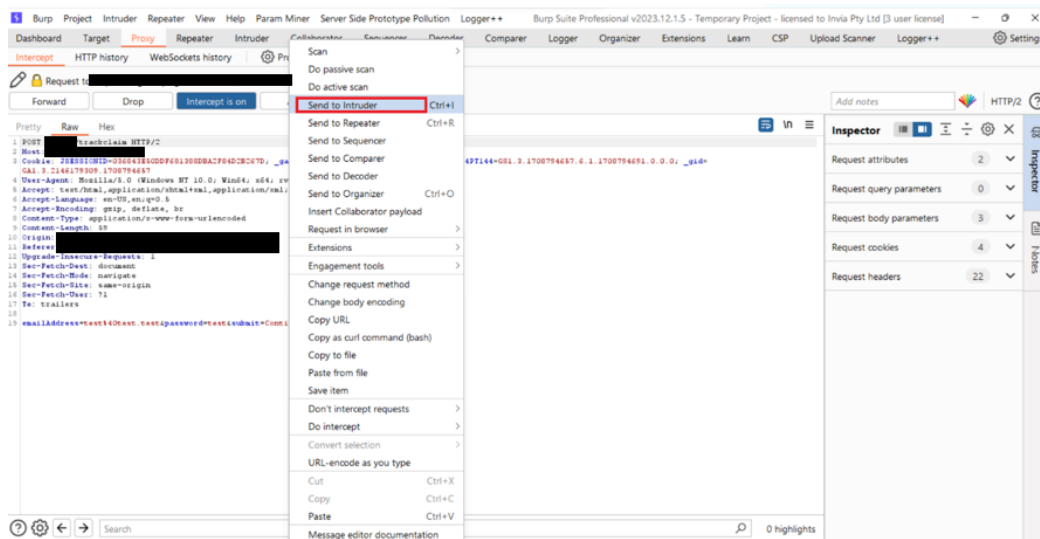 Burp Project Intruder Repeater View Help Param Miner Server Side Prototype Pollution Logger++ Burp Suite Professional v2023.12.1.5 - Temporary Project - licensed to Invia Pty Ltd [3 user license]
Dashboard Target Proxy Repeater Intruder Collaborator Sequencer Decoder Comparer Logger Organizer Extensions Learn CSP Upload Scanner Logger++ Setting
Intercept HTTP history WebSockets history
Request to
Forward Drop Intercept is on
Add notes HTTP/2
Pretty Raw Hex
\n
1 POST /trackclaim HTTP/2
2 Host:
3 Cookie:
GA1.3.2146179309.1708794657
4 User-Agent: Mozilla/5.0 (Windows NT 10.0; Win64; x64; rv
5 Accept: text/html,application/xhtml+xml,application/xml;
6 Accept-Language: en-US,en;q=0.5
7 Accept-Encoding: gzip, deflate, br
8 Content-Type: application/x-www-form-urlencoded
9 Content-Length: 59
10 Origin:
11 Referer
12 Upgrade-Insecure-Requests: 1
13 Sec-Fetch-Dest: document
14 Sec-Fetch-Mode: navigate
15 Sec-Fetch-Site: same-origin
16 Sec-Fetch-User: ?1
17 Te: trailers
18
19 emailAddress=test%40test.test&password=test&submit=Conti
Scan
Do passive scan
Do active scan
Send to Intruder Ctrl+I
Send to Repeater Ctrl+R
Send to Sequencer
Send to Comparer
Send to Decoder
Send to Organizer Ctrl+O
Insert Collaborator payload
Request in browser
Extensions
Engagement tools
Change request method
Change body encoding
Copy URL
Copy as curl command (bash)
Copy to file
Paste from file
Save item
Don't intercept requests
Do intercept
Convert selection
URL-encode as you type
Cut Ctrl+X
Copy Ctrl+C
Paste Ctrl+V
Message editor documentation
Inspector
Request attributes 2
Request query parameters 0
Request body parameters 3
Request cookies 4
Request headers 22
Inspector
Notes
Search
0 highlights